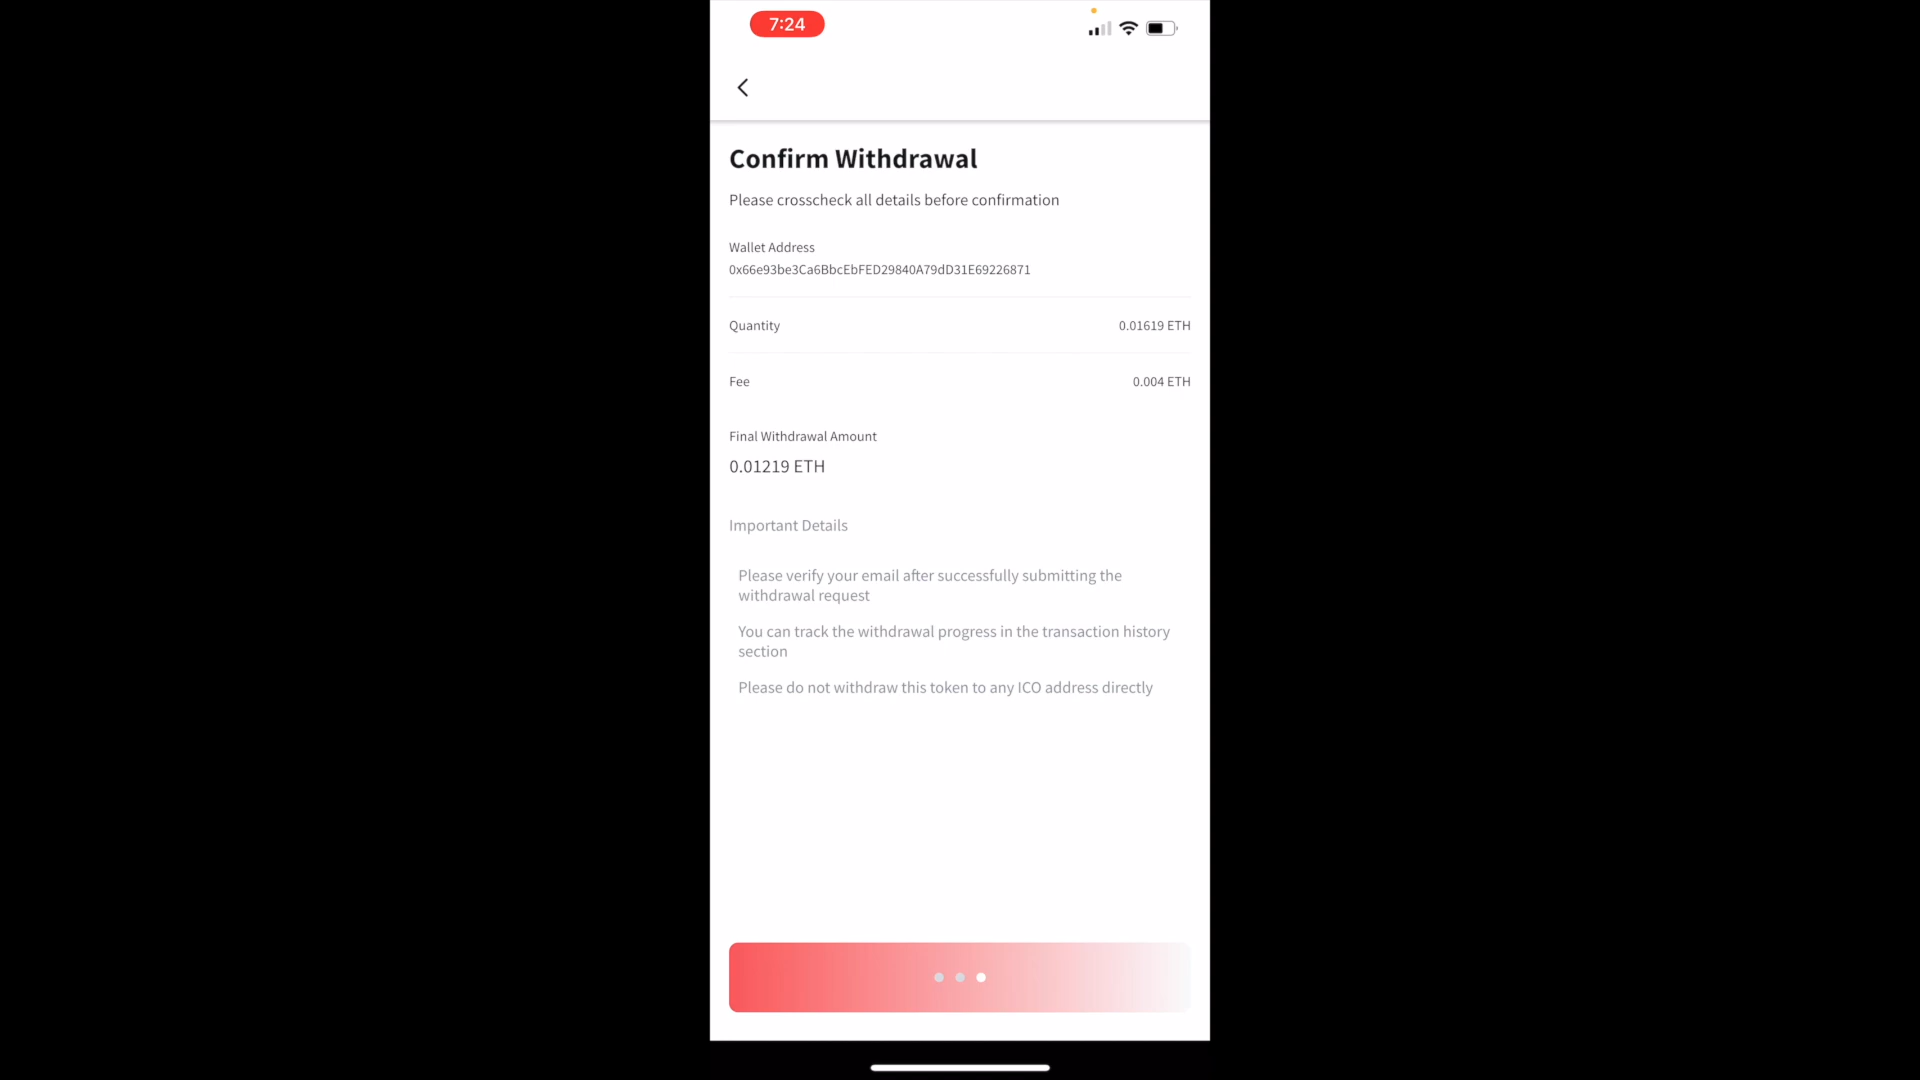 7:24
Confirm Withdrawal
Please crosscheck all details before confirmation
Wallet Address
0x66e93be3Ca6BbcEbFED29840A79dD31E69226871
Quantity
0.01619 ETH
Fee
0.004 ETH
Final Withdrawal Amount
0.01219 ETH
Important Details
Please verify your email after successfully submitting the
withdrawal request
You can track the withdrawal progress in the transaction history
section
Please do not withdraw this token to any ICO address directly